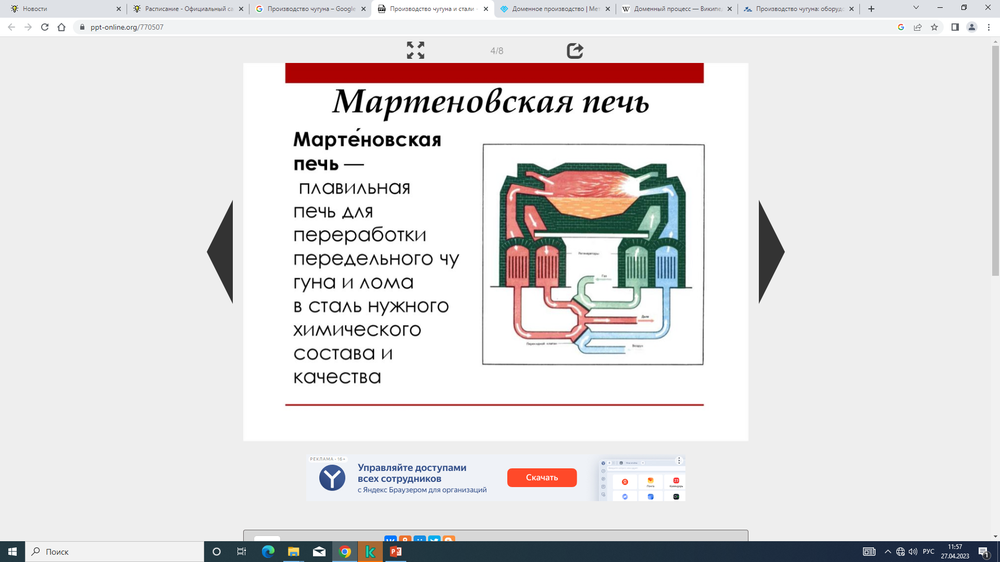 Новости
Расписание - Официальный са
Производство чугуна – Google
Производство чугуна и стали -
Доменное производство | Мет
Доменный процесс — Википе
Производство чугуна: оборудо
ppt-online.org/770507
4/8
Мартеновская печь
Марте́новская
печь —
плавильная
печь для
переработки
передельного чу
гуна и лома
в сталь нужного
химического
состава и
качества
Регенераторы
Газ
Дым
Перекидной клапан
Воздух
РЕКЛАМА • 16+
Управляйте доступами
всех сотрудников
с Яндекс Браузером для организаций
Скачать
Почта
23
Календарь
Поиск
РУС
11:57
27.04.2023
1